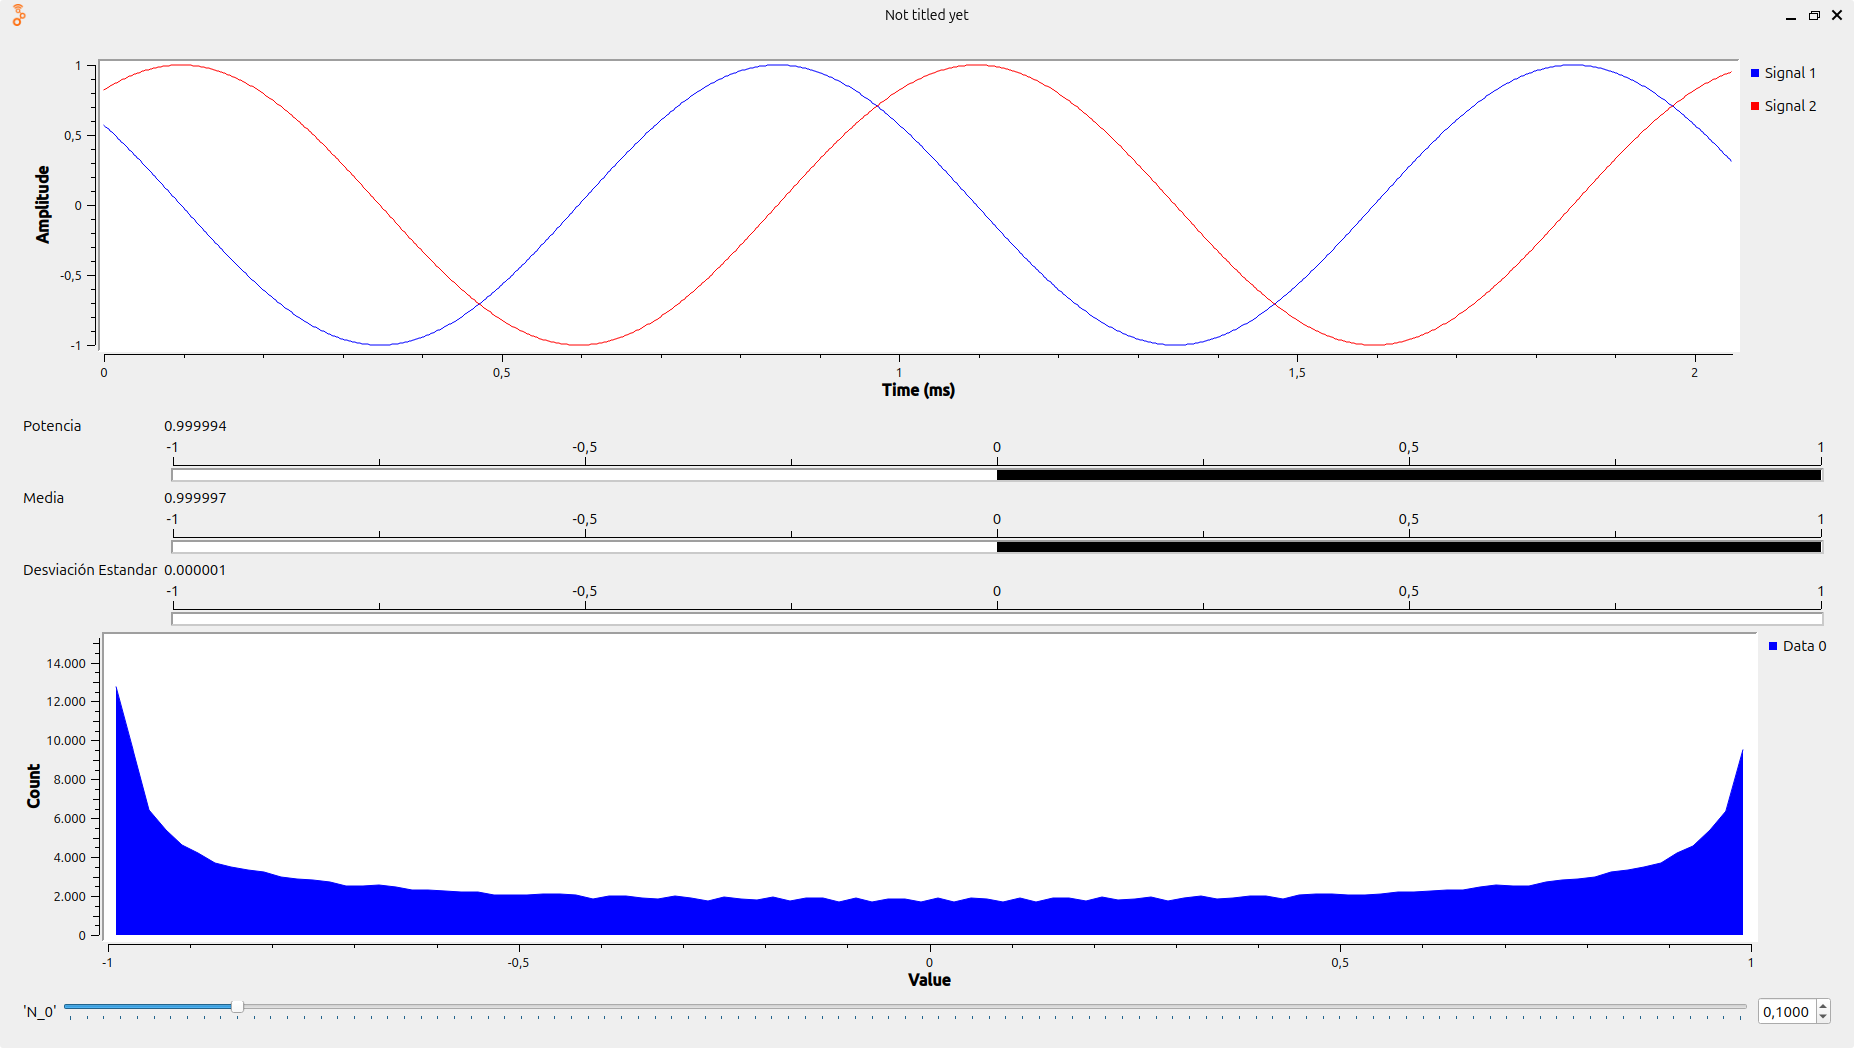 Not titled yet
Signal 1
Signal 2
1
0,5
0
-0,5
-1
Amplitude
0 0,5 1 1,5 2
Time (ms)
Potencia 0.999994
-1 -0,5 0 0,5 1
Media 0.999997
-1 -0,5 0 0,5 1
Desviación Estandar 0.000001
-1 -0,5 0 0,5 1
Data 0
14.000
12.000
10.000
8.000
6.000
4.000
2.000
0
Count
-1 -0,5 0 0,5 1
Value
'N_0' 0,1000